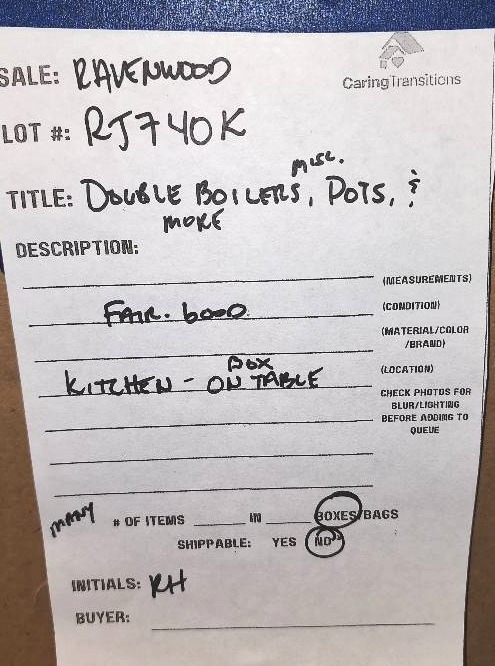 SALE: RAVENWOOD
CaringTransitions
LOT #: RJ740K
MISC.
TITLE: DOUBLE BOILERS, POTS, &
MORE
DESCRIPTION:
(MEASUREMENTS)
FAIR. GOOD (CONDITION)
(MATERIAL/COLOR
/BRAND)
BOX
KITCHEN - ON TABLE (LOCATION)
CHECK PHOTOS FOR
BLUR/LIGHTING
BEFORE ADDING TO
QUEUE
MANY # OF ITEMS ____ IN ____ BOXES/BAGS
SHIPPABLE: YES NO
INITIALS: RH
BUYER: